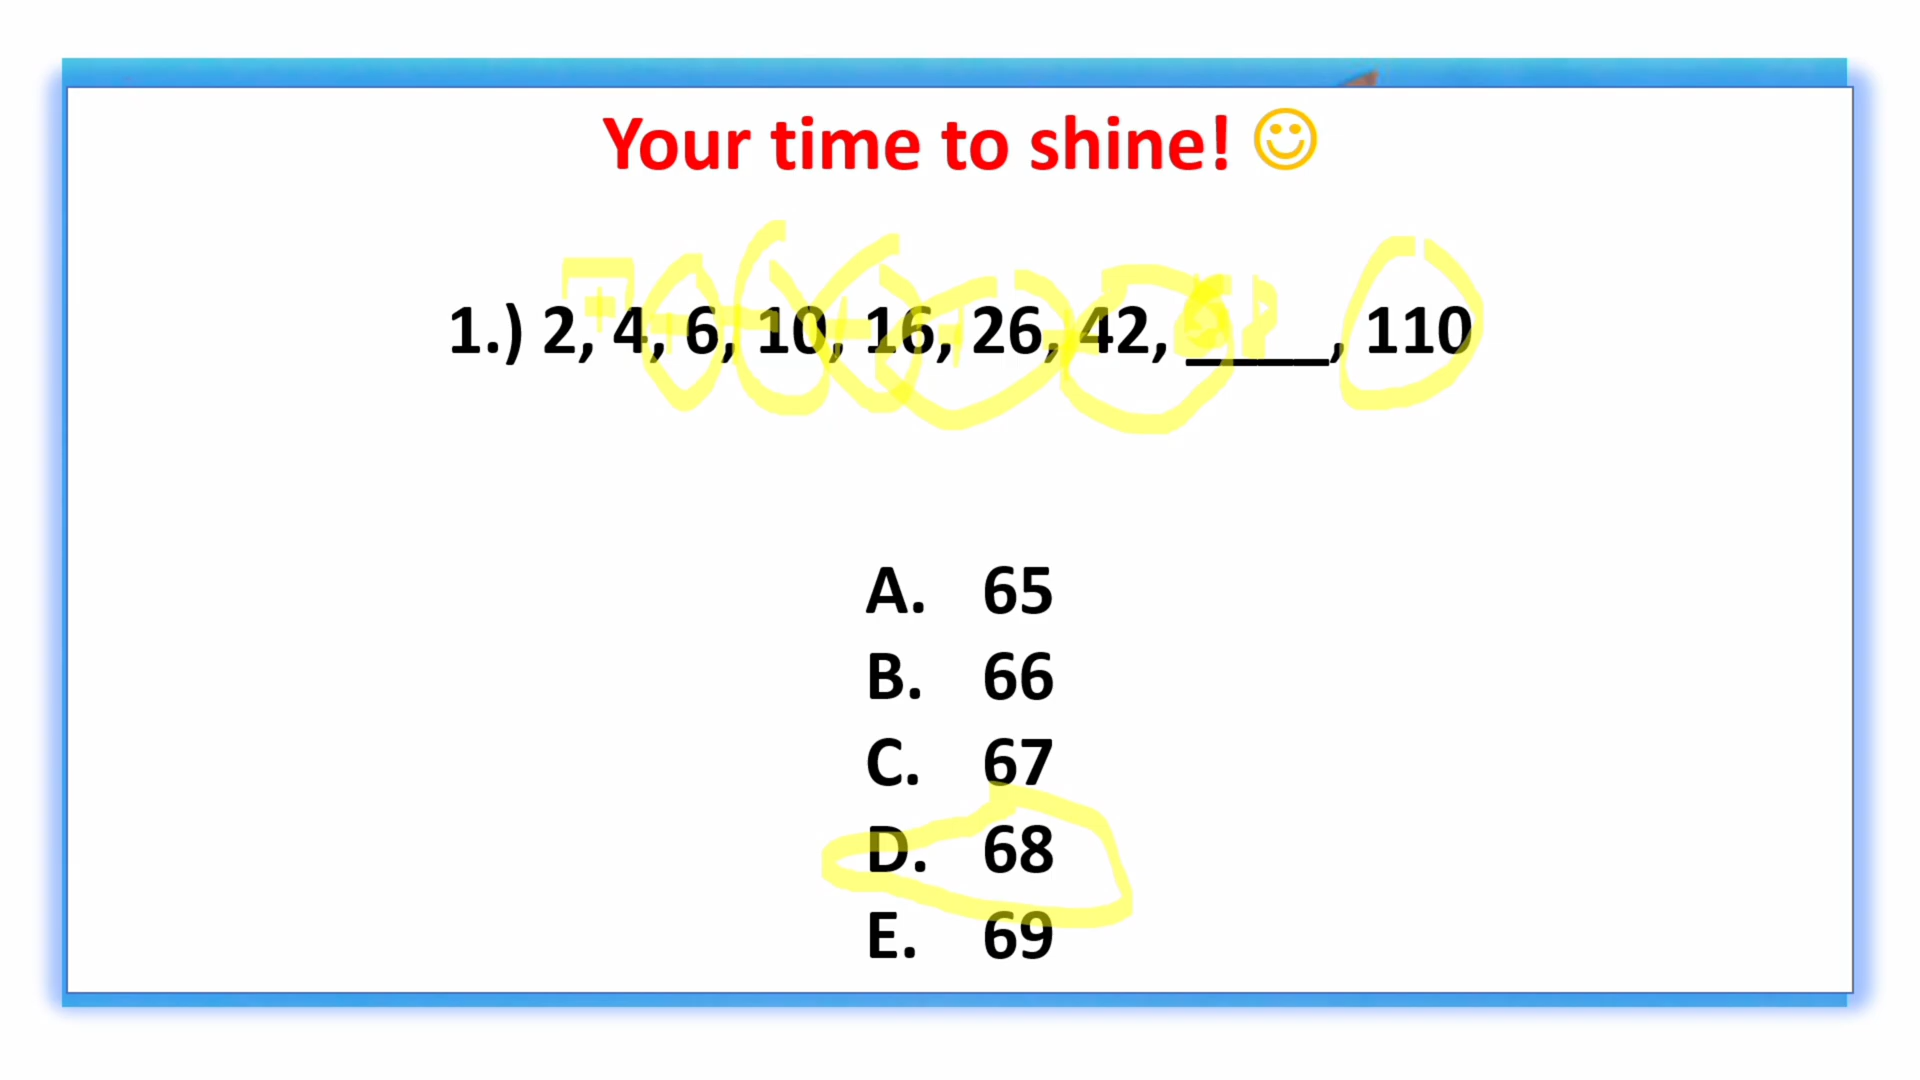 Your time to shine! ☺
1.) 2, 4, 6, 10, 16, 26, 42, ____, 110
A. 65
B. 66
C. 67
D. 68
E. 69